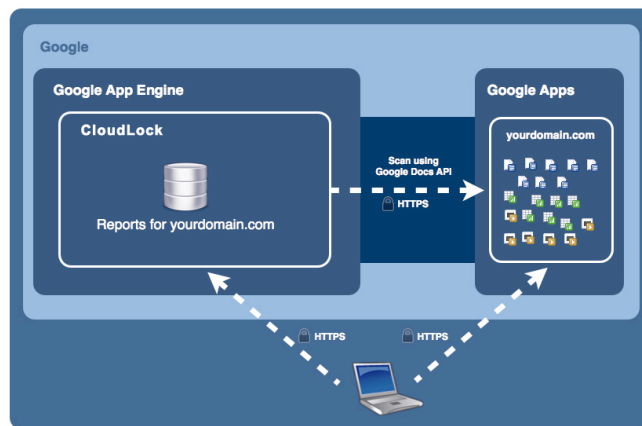 Google
Google App Engine
CloudLock
Reports for yourdomain.com
Scan using
Google Docs API
HTTPS
Google Apps
yourdomain.com
HTTPS
HTTPS